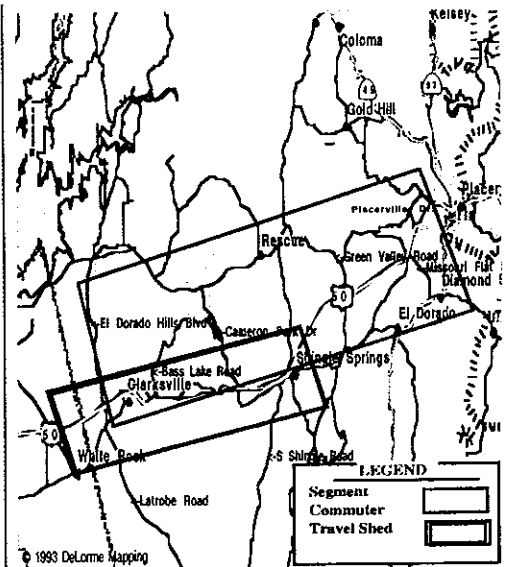 Kelsey
Coloma
49
193
Gold Hill
Placer
Placerville Dr
Rescue
Green Valley Road
Missouri Flat
Diamond
50
El Dorado
El Dorado Hills Blvd
Cameron Park Dr
Shingle Springs
Bass Lake Road
Clarksville
50
White Rock
S Shingle Road
Latrobe Road
LEGEND
Segment
Commuter
Travel Shed
© 1993 DeLorme Mapping